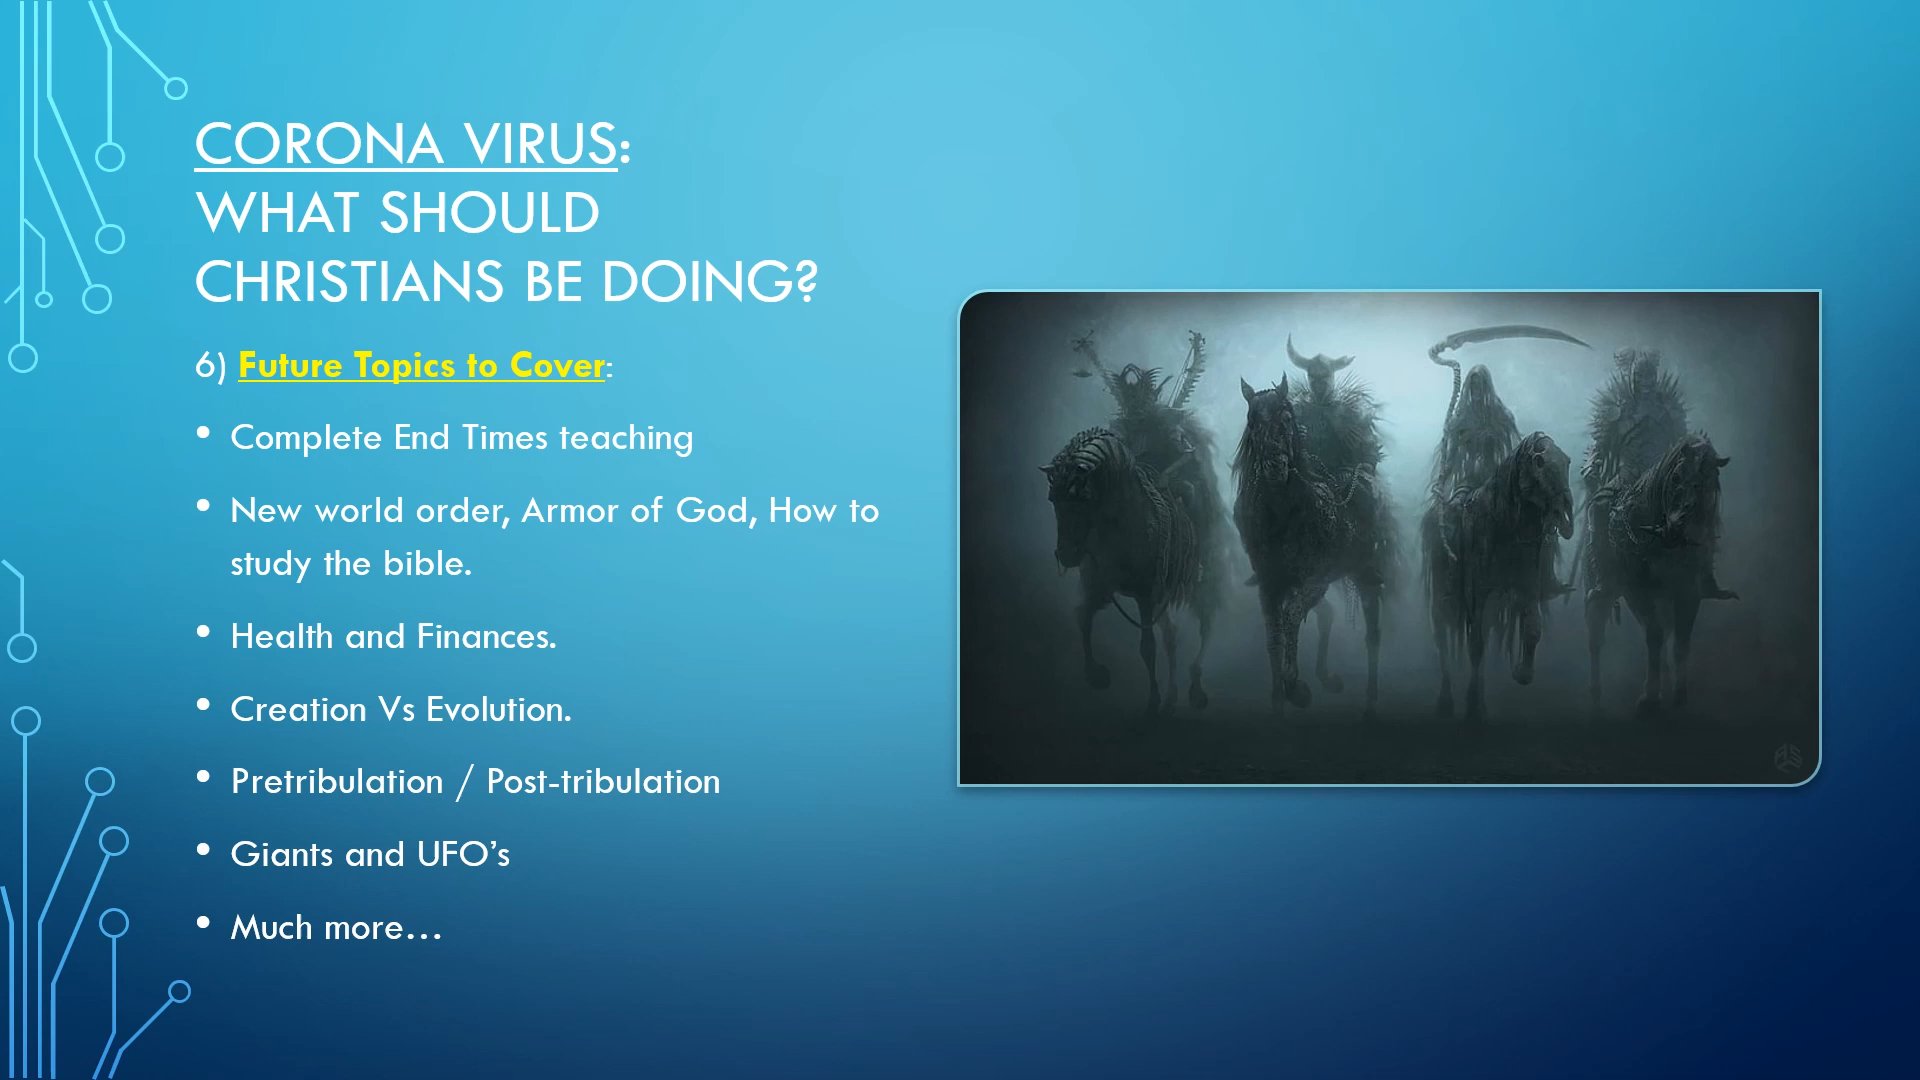 CORONA VIRUS:
WHAT SHOULD
CHRISTIANS BE DOING?
6) Future Topics to Cover:
• Complete End Times teaching
• New world order, Armor of God, How to
study the bible.
• Health and Finances.
• Creation Vs Evolution.
• Pretribulation / Post-tribulation
• Giants and UFO’s
• Much more…